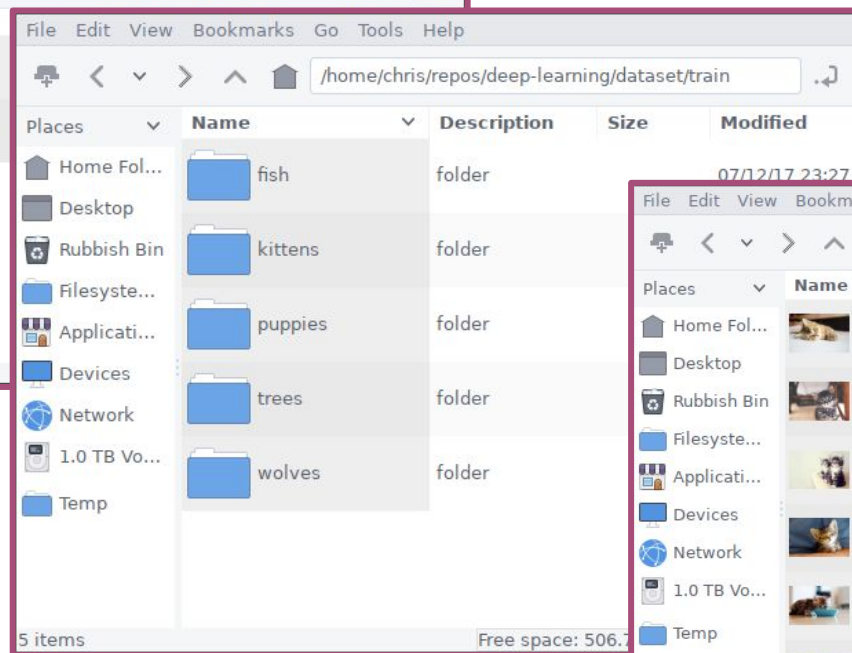 File Edit View Bookmarks Go Tools Help
/home/chris/repos/deep-learning/dataset/train
Places Name Description Size Modified
Home Fol... fish folder 07/12/17 23:27
Desktop
Rubbish Bin kittens folder
Filesyste...
Applicati... puppies folder
Devices
Network trees folder
1.0 TB Vo... wolves folder
Temp
5 items Free space: 506.7
File Edit View Bookm
Places Name
Home Fol...
Desktop
Rubbish Bin
Filesyste...
Applicati...
Devices
Network
1.0 TB Vo...
Temp